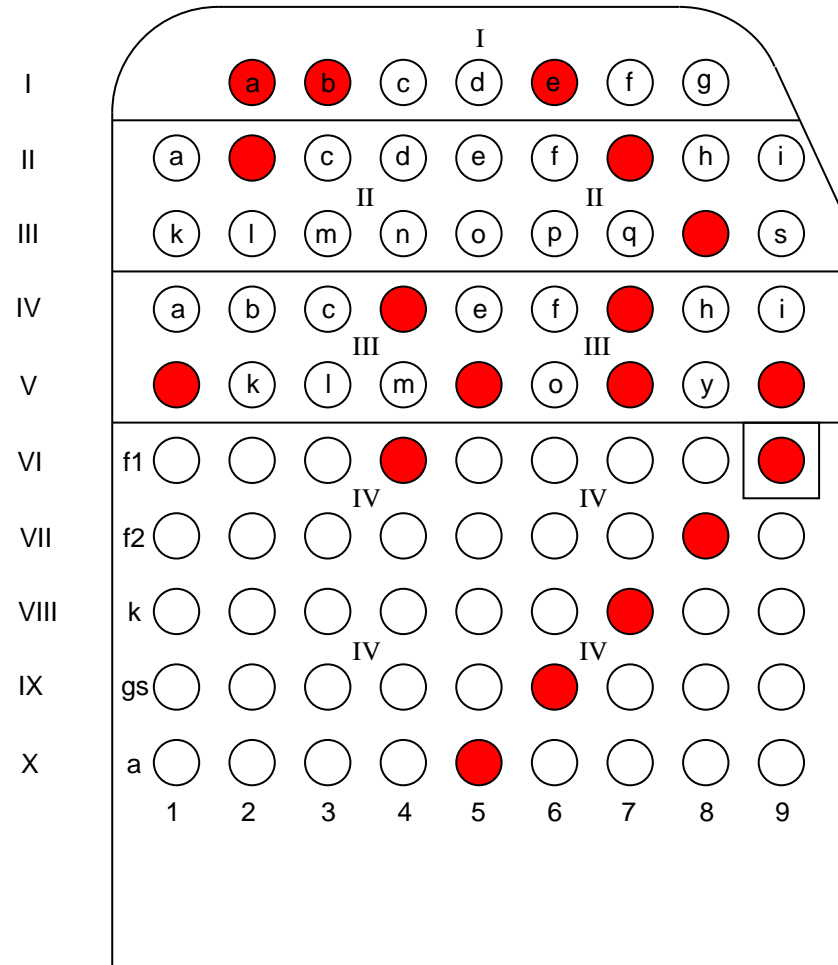 I
I a b c d e f g
II a c d e f h i
II II
III k l m n o p q s
IV a b c e f h i
III III
V k l m o y
VI f1
IV IV
VII f2
VIII k
IV IV
IX gs
X a
1 2 3 4 5 6 7 8 9